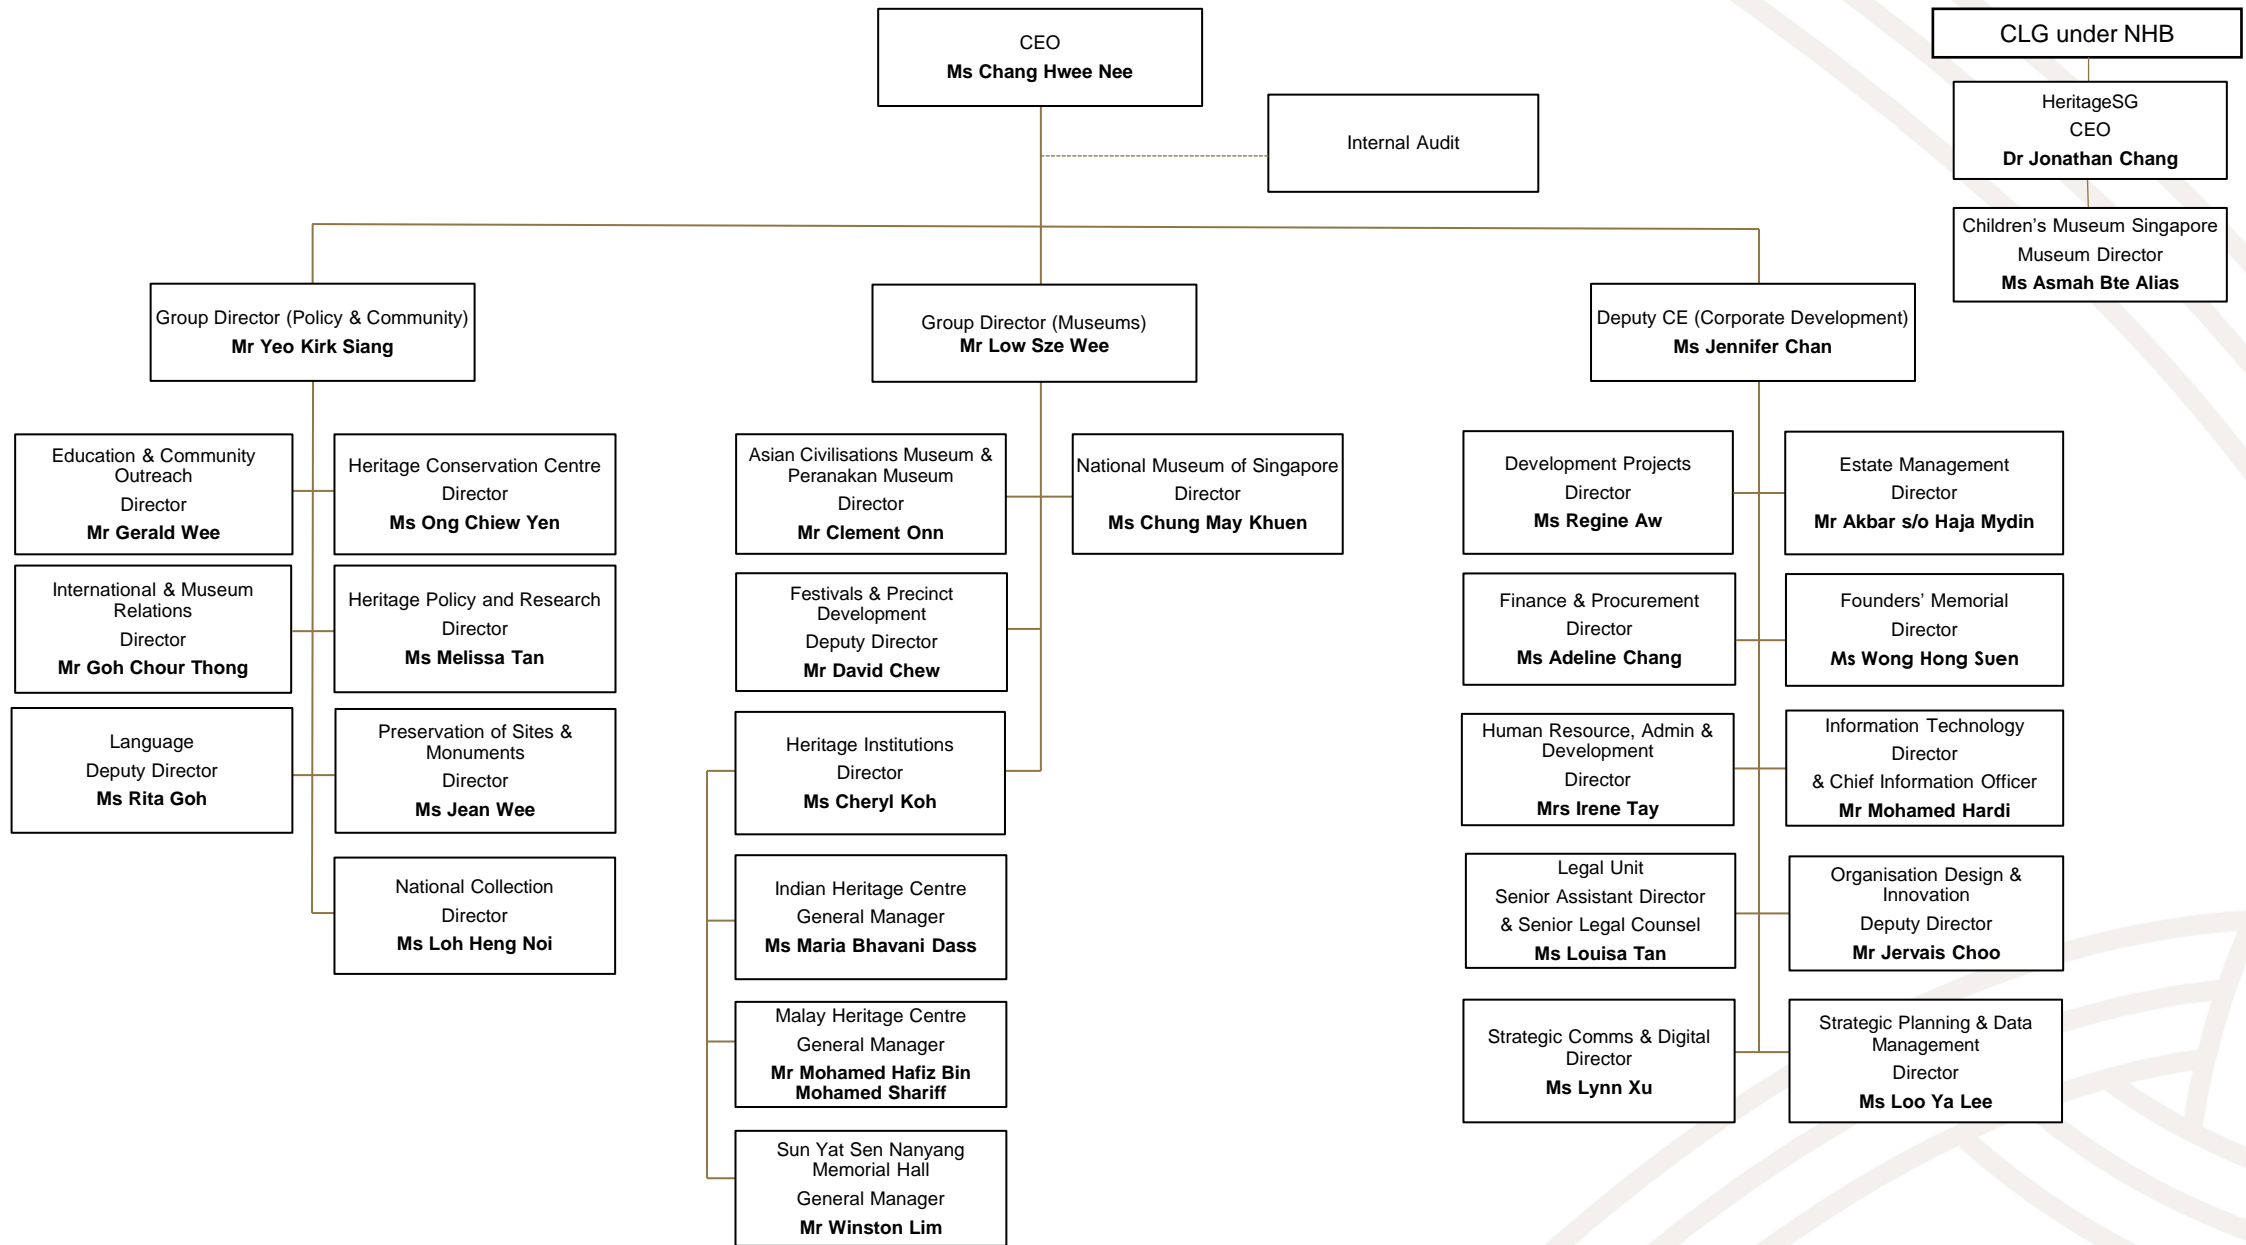 CEO
Ms Chang Hwee Nee
Internal Audit
CLG under NHB
HeritageSG
CEO
Dr Jonathan Chang
Children’s Museum Singapore
Museum Director
Ms Asmah Bte Alias
Group Director (Policy & Community)
Mr Yeo Kirk Siang
Group Director (Museums)
Mr Low Sze Wee
Deputy CE (Corporate Development)
Ms Jennifer Chan
Education & Community
Outreach
Director
Mr Gerald Wee
Heritage Conservation Centre
Director
Ms Ong Chiew Yen
International & Museum
Relations
Director
Mr Goh Chour Thong
Heritage Policy and Research
Director
Ms Melissa Tan
Language
Deputy Director
Ms Rita Goh
Preservation of Sites &
Monuments
Director
Ms Jean Wee
National Collection
Director
Ms Loh Heng Noi
Asian Civilisations Museum &
Peranakan Museum
Director
Mr Clement Onn
National Museum of Singapore
Director
Ms Chung May Khuen
Festivals & Precinct
Development
Deputy Director
Mr David Chew
Heritage Institutions
Director
Ms Cheryl Koh
Indian Heritage Centre
General Manager
Ms Maria Bhavani Dass
Malay Heritage Centre
General Manager
Mr Mohamed Hafiz Bin
Mohamed Shariff
Sun Yat Sen Nanyang
Memorial Hall
General Manager
Mr Winston Lim
Development Projects
Director
Ms Regine Aw
Estate Management
Director
Mr Akbar s/o Haja Mydin
Finance & Procurement
Director
Ms Adeline Chang
Founders’ Memorial
Director
Ms Wong Hong Suen
Human Resource, Admin &
Development
Director
Mrs Irene Tay
Information Technology
Director
& Chief Information Officer
Mr Mohamed Hardi
Legal Unit
Senior Assistant Director
& Senior Legal Counsel
Ms Louisa Tan
Organisation Design &
Innovation
Deputy Director
Mr Jervais Choo
Strategic Comms & Digital
Director
Ms Lynn Xu
Strategic Planning & Data
Management
Director
Ms Loo Ya Lee